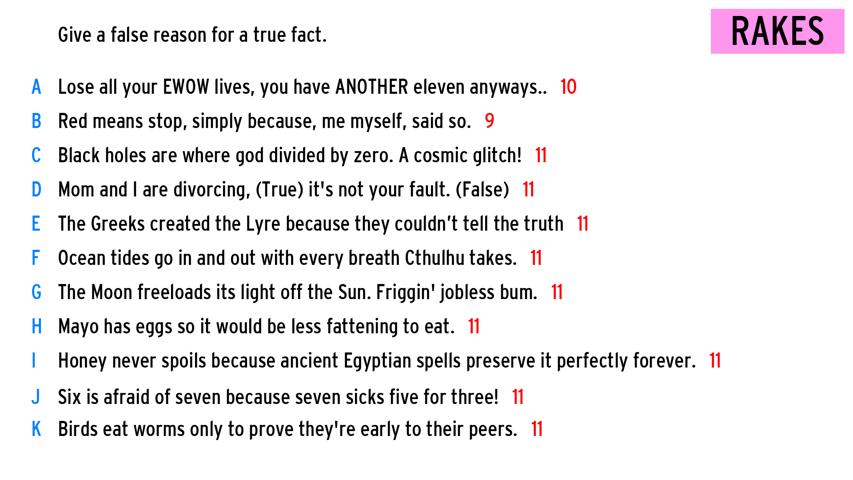 Give a false reason for a true fact.
RAKES
A Lose all your EWOW lives, you have ANOTHER eleven anyways.. 10
B Red means stop, simply because, me myself, said so. 9
C Black holes are where god divided by zero. A cosmic glitch! 11
D Mom and I are divorcing, (True) it's not your fault. (False) 11
E The Greeks created the Lyre because they couldn't tell the truth 11
F Ocean tides go in and out with every breath Cthulhu takes. 11
G The Moon freeloads its light off the Sun. Friggin' jobless bum. 11
H Mayo has eggs so it would be less fattening to eat. 11
I Honey never spoils because ancient Egyptian spells preserve it perfectly forever. 11
J Six is afraid of seven because seven sicks five for three! 11
K Birds eat worms only to prove they're early to their peers. 11